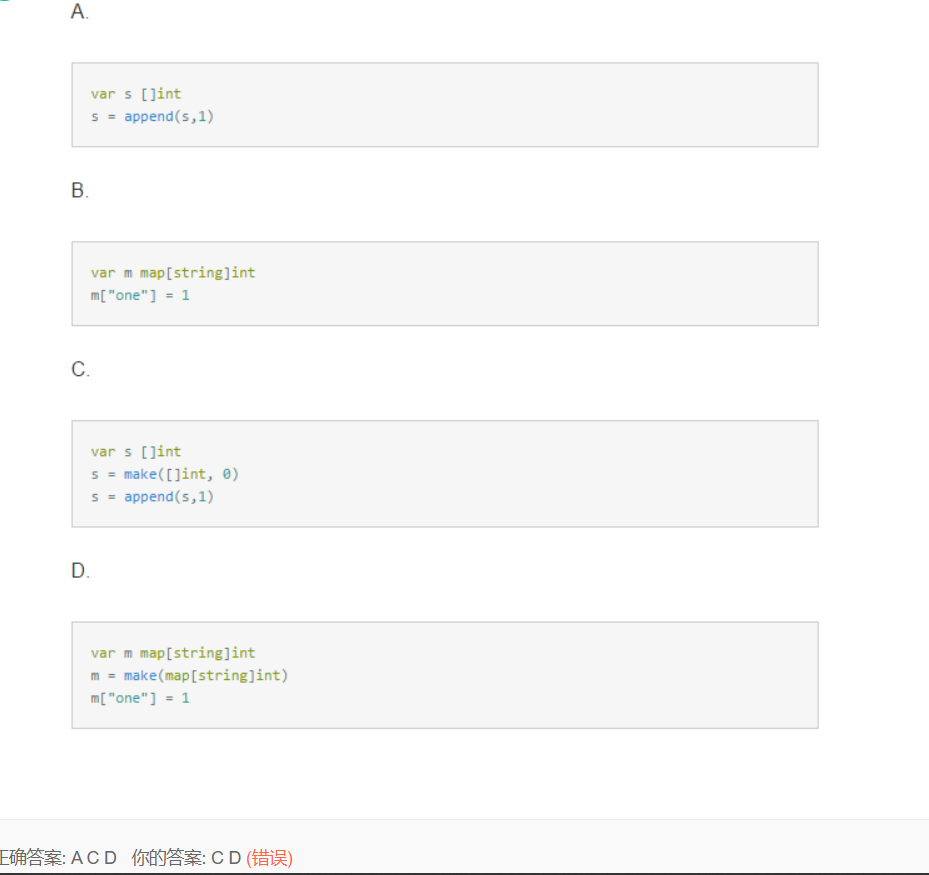 A.
var s []int
s = append(s,1)
B.
var m map[string]int
m["one"] = 1
C.
var s []int
s = make([]int, 0)
s = append(s,1)
D.
var m map[string]int
m = make(map[string]int)
m["one"] = 1
正确答案: A C D 你的答案: C D (错误)